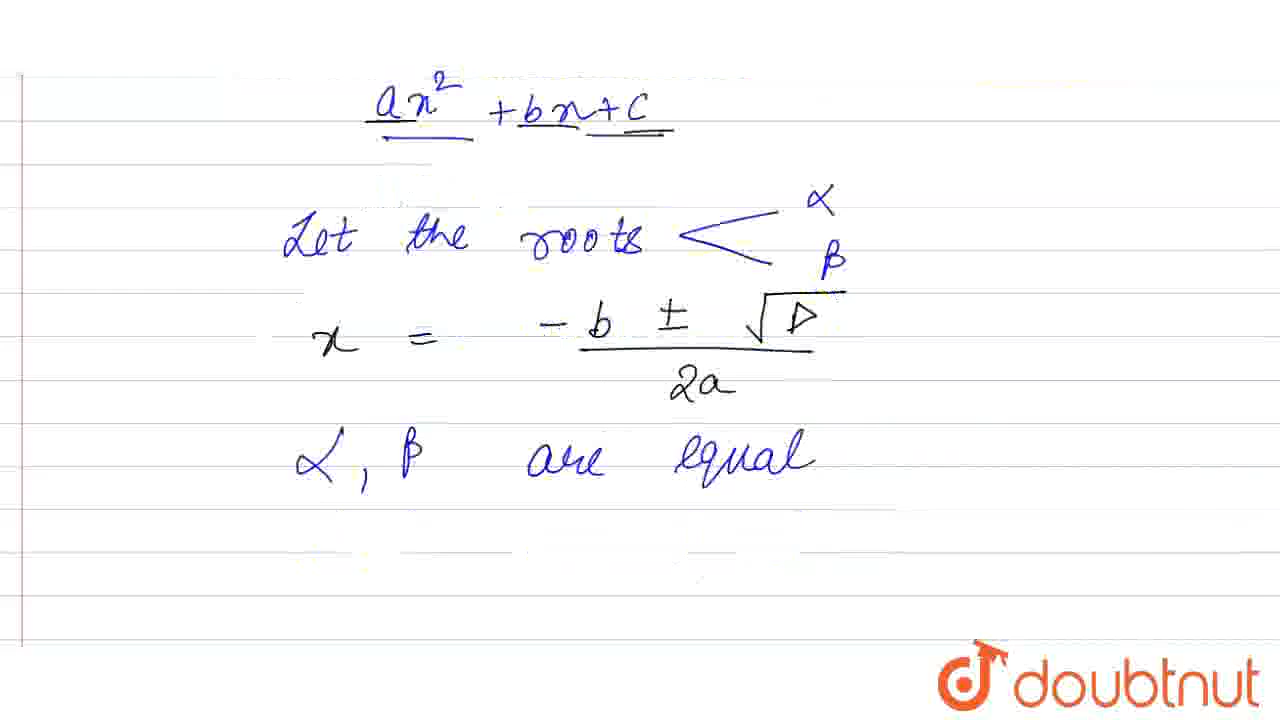 ax² + bx + c
Let the roots < α
β
x = -b ± √D / 2a
α, β are equal
doubtnut